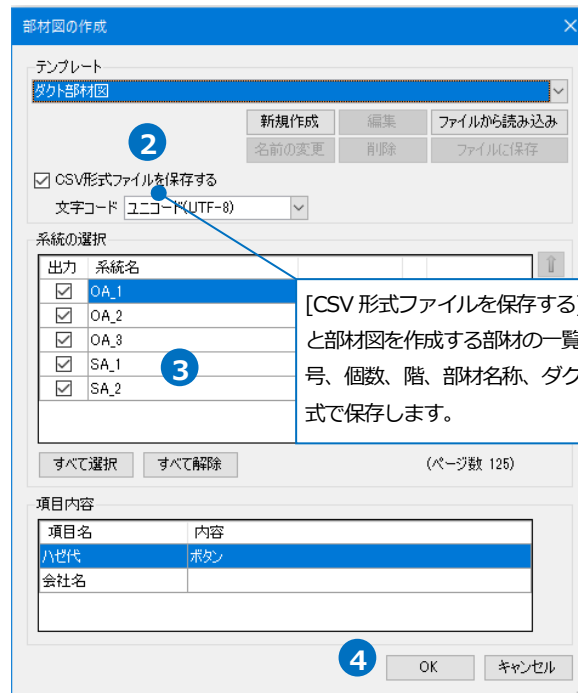 部材図の作成
テンプレート
ダクト部材図
新規作成 編集 ファイルから読み込み
名前の変更 削除 ファイルに保存
2
CSV形式ファイルを保存する
文字コード ユニコード(UTF-8)
系統の選択
出力 系統名
OA_1
OA_2
OA_3
SA_1
SA_2
3
[CSV 形式ファイルを保存する]
と部材図を作成する部材の一覧
号、個数、階、部材名称、ダク
式で保存します。
すべて選択 すべて解除 (ページ数 125)
項目内容
項目名 内容
ハゼ代 ボタン
会社名
4
OK キャンセル